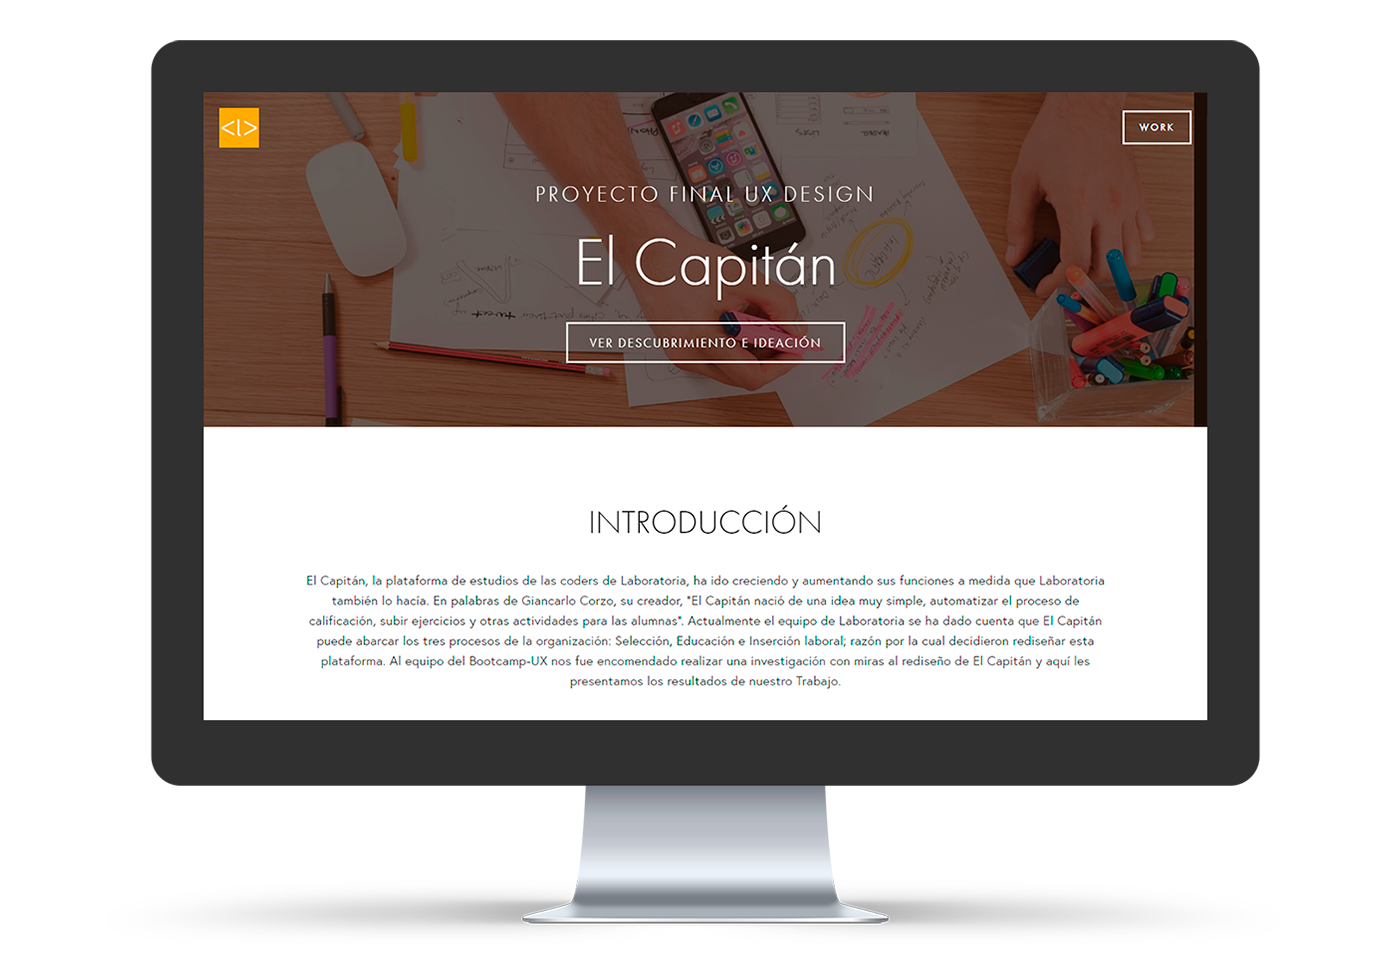 <l>
WORK
PROYECTO FINAL UX DESIGN
El Capitán
VER DESCUBRIMIENTO E IDEACIÓN
INTRODUCCIÓN
El Capitán, la plataforma de estudios de las coders de Laboratoria, ha ido creciendo y aumentando sus funciones a medida que Laboratoria
también lo hacía. En palabras de Giancarlo Corzo, su creador, "El Capitán nació de una idea muy simple, automatizar el proceso de
calificación, subir ejercicios y otras actividades para las alumnas". Actualmente el equipo de Laboratoria se ha dado cuenta que El Capitán
puede abarcar los tres procesos de la organización: Selección, Educación e Inserción laboral; razón por la cual decidieron rediseñar esta
plataforma. Al equipo del Bootcamp-UX nos fue encomendado realizar una investigación con miras al rediseño de El Capitán y aquí les
presentamos los resultados de nuestro Trabajo.